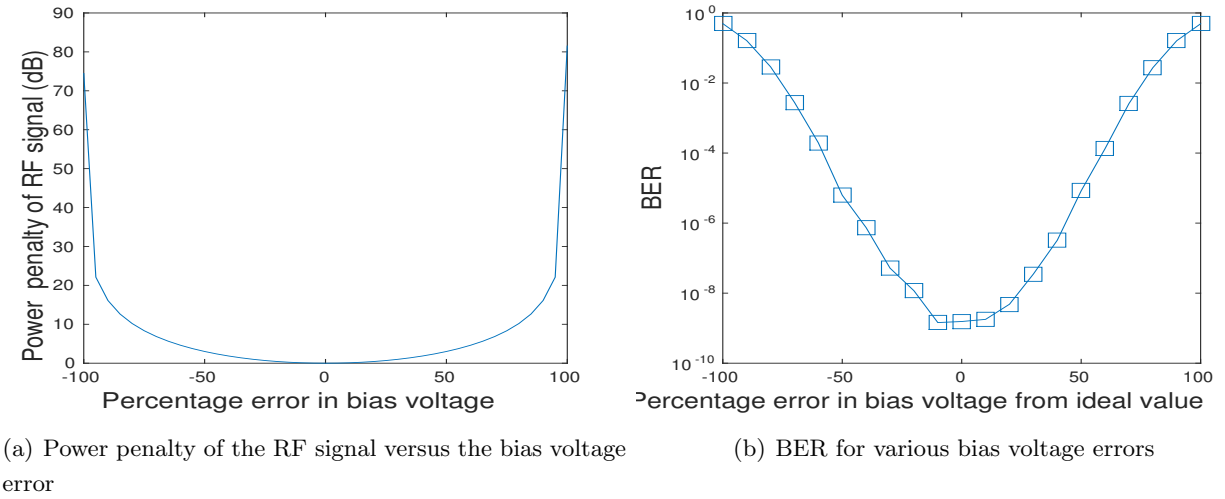 90
80
70
60
50
40
30
20
10
0
Power penalty of RF signal (dB)
-100 -50 0 50 100
Percentage error in bias voltage
10^0
10^-2
10^-4
10^-6
10^-8
10^-10
BER
-100 -50 0 50 100
Percentage error in bias voltage from ideal value
(a) Power penalty of the RF signal versus the bias voltage
error
(b) BER for various bias voltage errors